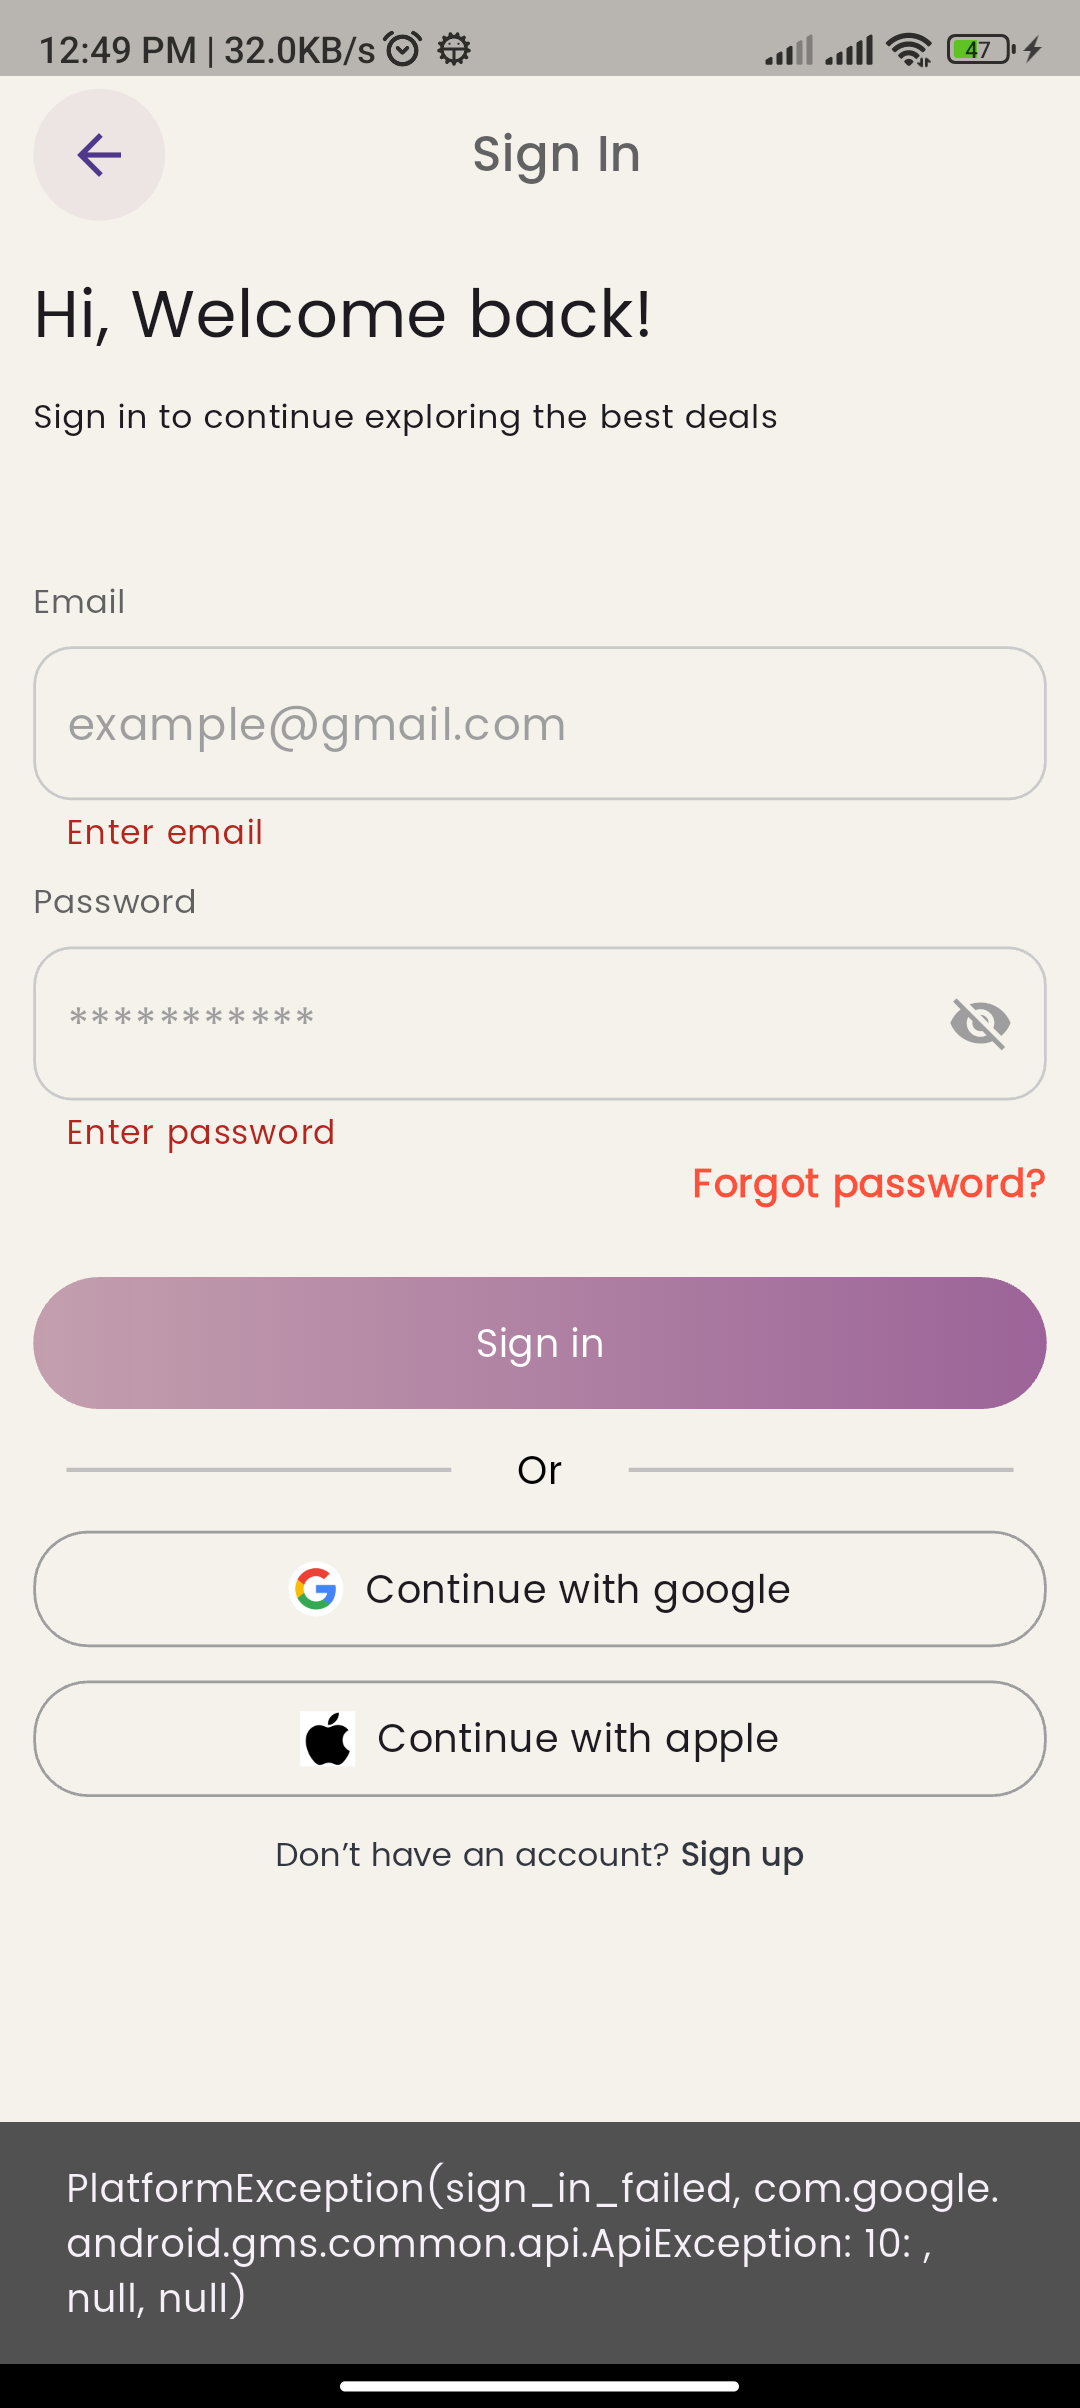 12:49 PM | 32.0KB/s
47
Sign In
Hi, Welcome back!
Sign in to continue exploring the best deals
Email
example@gmail.com
Enter email
Password
***********
Enter password
Forgot password?
Sign in
Or
Continue with google
Continue with apple
Don’t have an account? Sign up
PlatformException(sign_in_failed, com.google.
android.gms.common.api.ApiException: 10: ,
null, null)